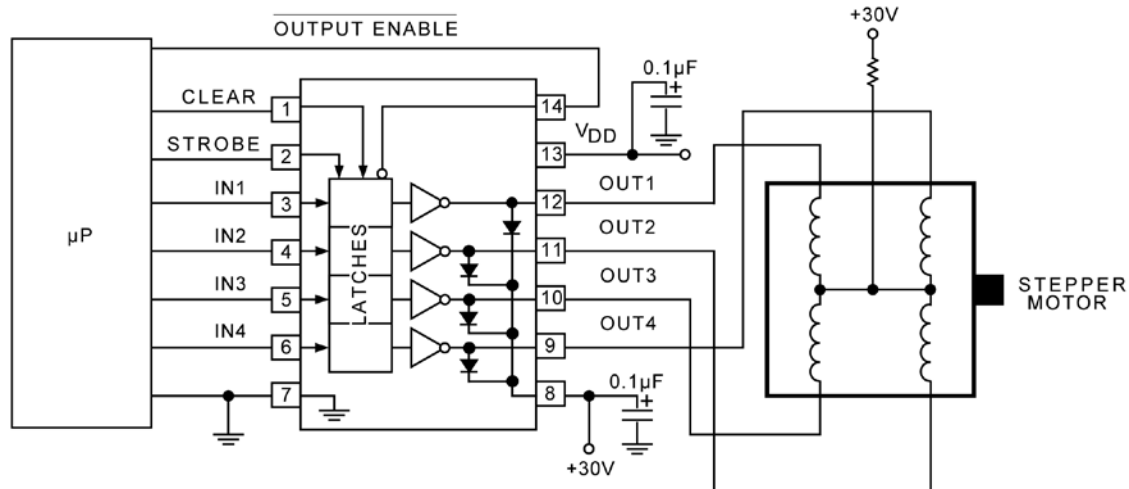 +30V
OUTPUT ENABLE
0.1µF
+
CLEAR
1
14
VDD
STROBE
2
13
OUT1
IN1
3
12
OUT2
µP
IN2
4
LATCHES
11
OUT3
IN3
5
10
STEPPER
MOTOR
OUT4
IN4
6
9
0.1µF
+
7
8
+30V